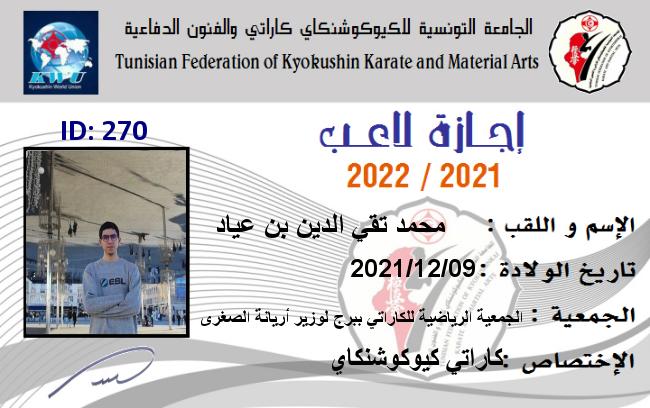 الجامعة التونسية للكيوكوشنكاي كاراتي والفنون الدفاعية
Tunisian Federation of Kyokushin Karate and Material Arts
KWU
Kyokushin World Union
ID: 270
إجازة لاعب
2022 / 2021
الإسم و اللقب : محمد تقي الدين بن عياد
تاريخ الولادة : 2021/12/09
الجمعية : الجمعية الرياضية للكاراتي ببرج لوزير أريانة الصغرى
الإختصاص : كاراتي كيوكوشنكاي
EBL